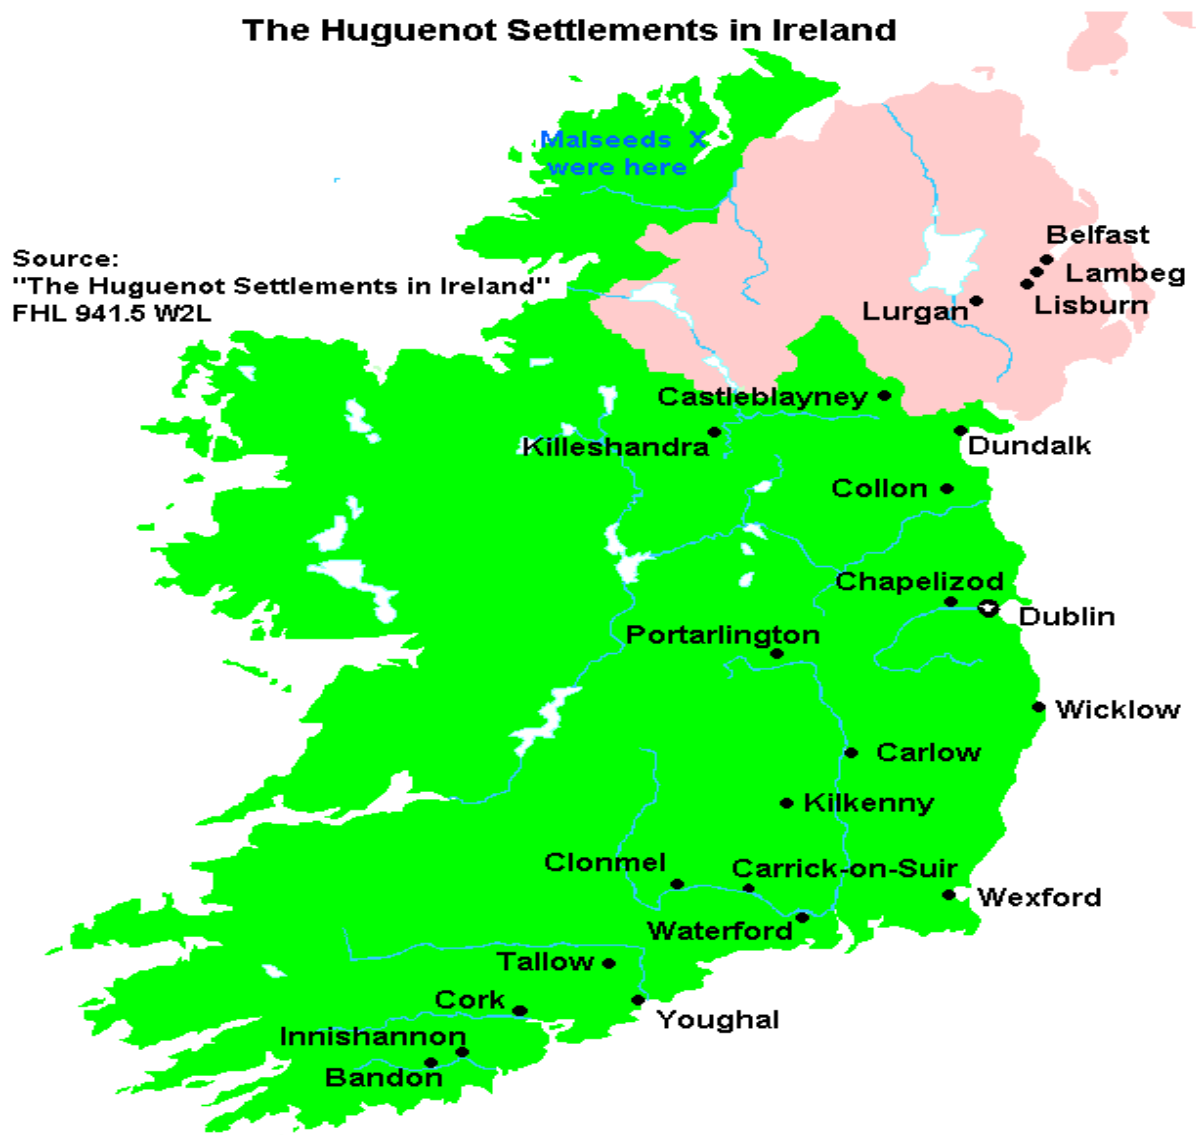 The Huguenot Settlements in Ireland
Malseeds X
were here
Source:
"The Huguenot Settlements in Ireland"
FHL 941.5 W2L
Belfast
Lambeg
Lisburn
Lurgan
Castleblayney
Killeshandra
Dundalk
Collon
Chapelizod
Dublin
Portarlington
Wicklow
Carlow
Kilkenny
Clonmel
Carrick-on-Suir
Wexford
Waterford
Tallow
Cork
Youghal
Innishannon
Bandon